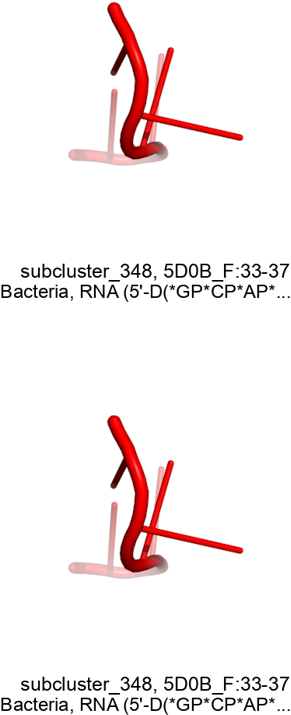 subcluster_348, 5D0B_F:33-37
Bacteria, RNA (5'-D(*GP*CP*AP*...
subcluster_348, 5D0B_F:33-37
Bacteria, RNA (5'-D(*GP*CP*AP*...